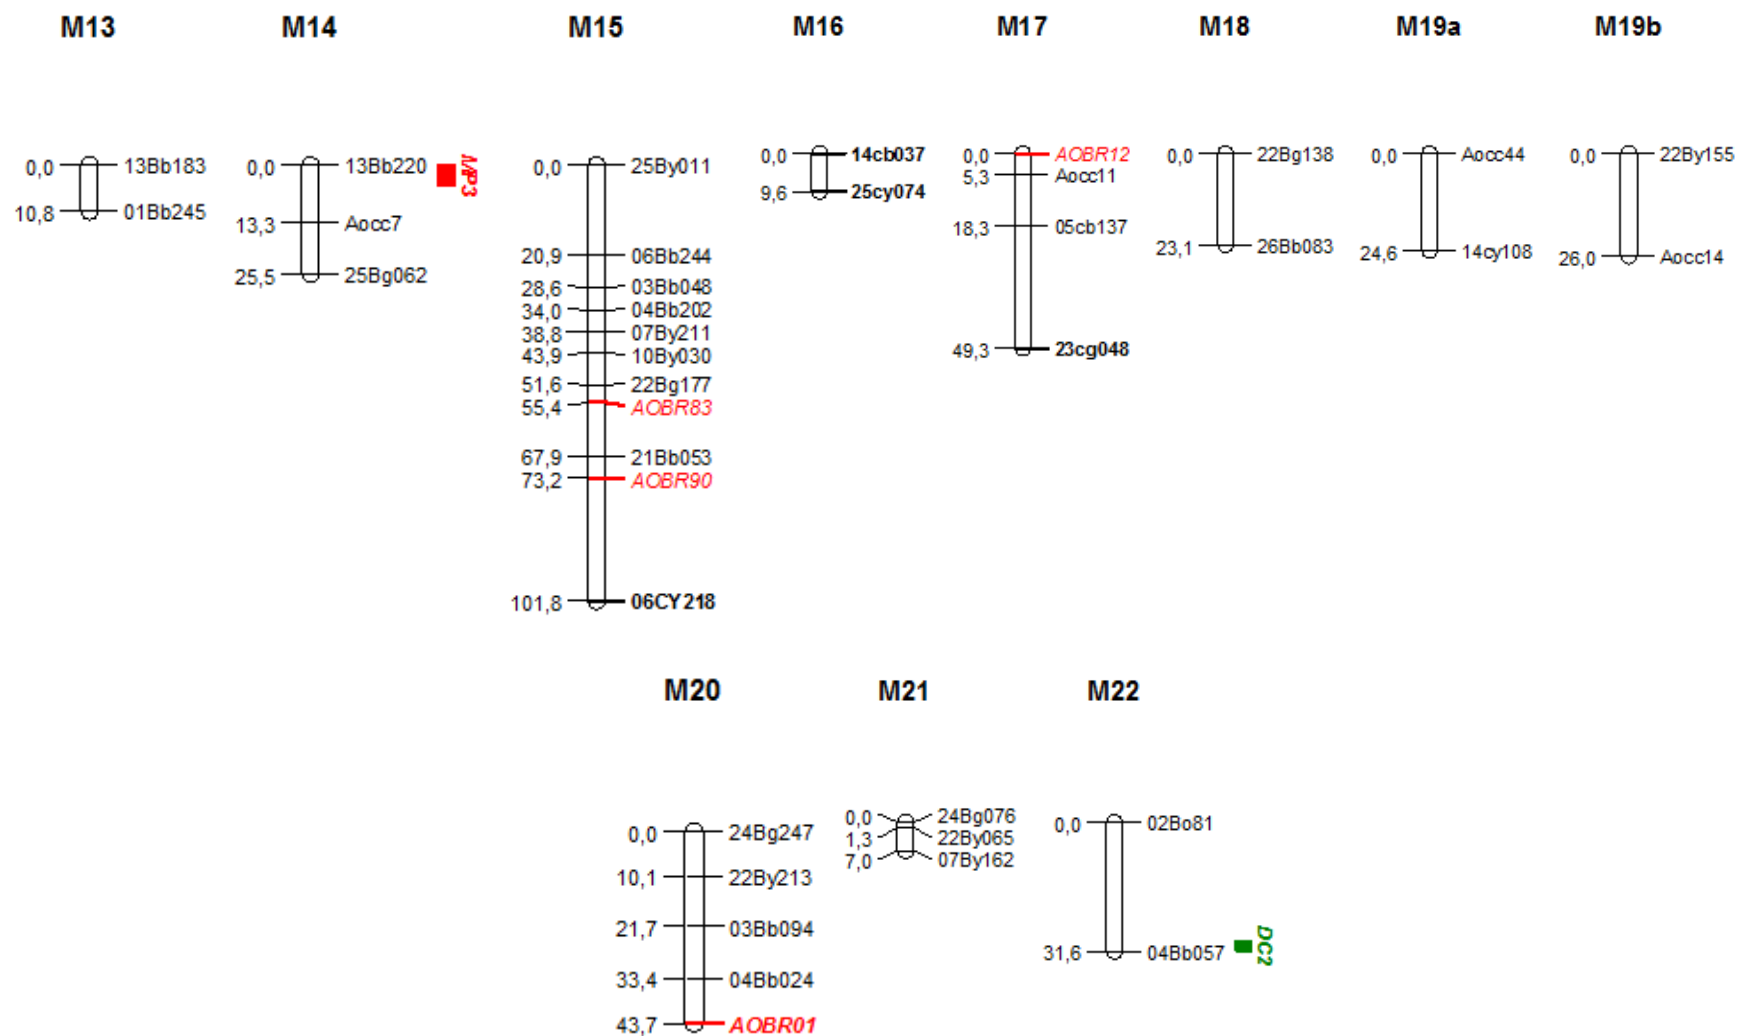 M13 M14 M15 M16 M17 M18 M19a M19b
0,0 13Bb183
10,8 01Bb245
0,0 13Bb220
13,3 Aocc7
25,5 25Bg062
MP3
0,0 25By011
20,9 06Bb244
28,6 03Bb048
34,0 04Bb202
38,8 07By211
43,9 10By030
51,6 22Bg177
55,4 AOBR83
67,9 21Bb053
73,2 AOBR90
101,8 06CY218
0,0 14cb037
9,6 25cy074
0,0 AOBR12
5,3 Aocc11
18,3 05cb137
49,3 23cg048
0,0 22Bg138
23,1 26Bb083
0,0 Aocc44
24,6 14cy108
0,0 22By155
26,0 Aocc14
M20 M21 M22
0,0 24Bg247
10,1 22By213
21,7 03Bb094
33,4 04Bb024
43,7 AOBR01
0,0 24Bg076
1,3 22By065
7,0 07By162
0,0 02Bo81
31,6 04Bb057
DC2